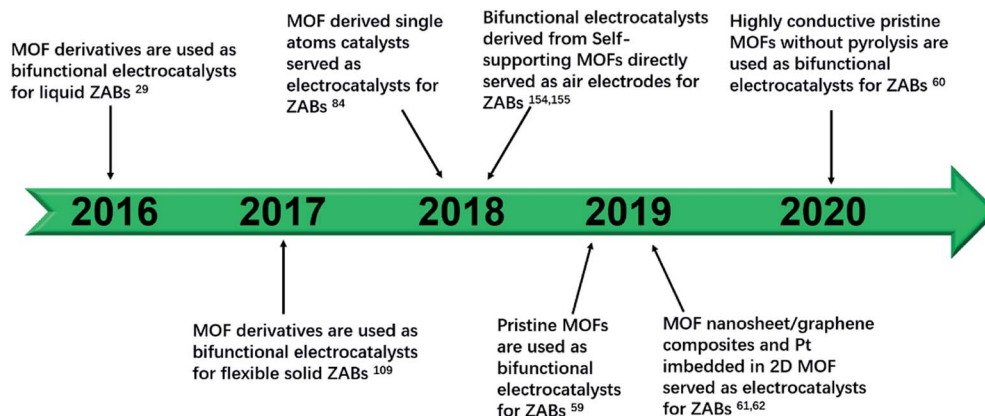 MOF derivatives are used as
bifunctional electrocatalysts
for liquid ZABs 29
MOF derived single
atoms catalysts
served as
electrocatalysts for
ZABs 84
Bifunctional electrocatalysts
derived from Self-
supporting MOFs directly
served as air electrodes for
ZABs 154,155
Highly conductive pristine
MOFs without pyrolysis are
used as bifunctional
electrocatalysts for ZABs 60
2016
2017
2018
2019
2020
MOF derivatives are used as
bifunctional electrocatalysts
for flexible solid ZABs 109
Pristine MOFs
are used as
bifunctional
electrocatalysts
for ZABs 59
MOF nanosheet/graphene
composites and Pt
imbedded in 2D MOF
served as electrocatalysts
for ZABs 61,62